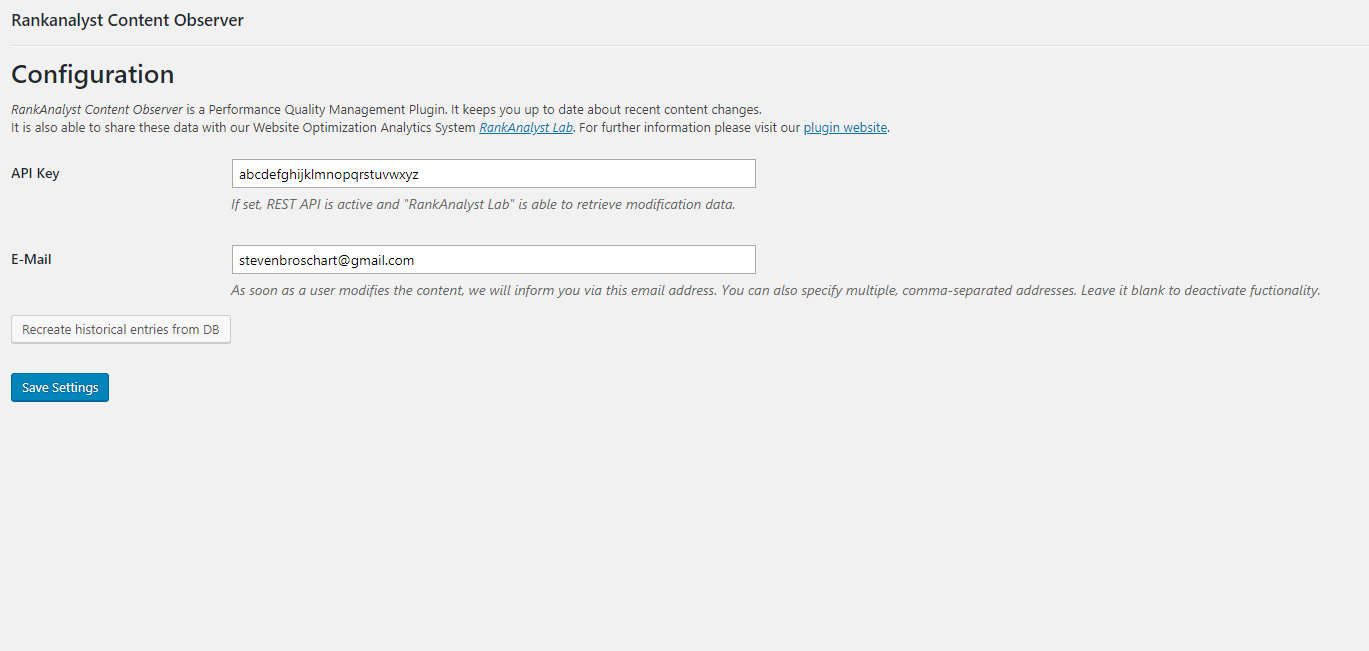 Rankanalyst Content Observer
Configuration
RankAnalyst Content Observer is a Performance Quality Management Plugin. It keeps you up to date about recent content changes.
It is also able to share these data with our Website Optimization Analytics System RankAnalyst Lab. For further information please visit our plugin website.
API Key
abcdefghijklmnopqrstuvwxyz
If set, REST API is active and "RankAnalyst Lab" is able to retrieve modification data.
E-Mail
stevenbroschart@gmail.com
As soon as a user modifies the content, we will inform you via this email address. You can also specify multiple, comma-separated addresses. Leave it blank to deactivate fuctionality.
Recreate historical entries from DB
Save Settings